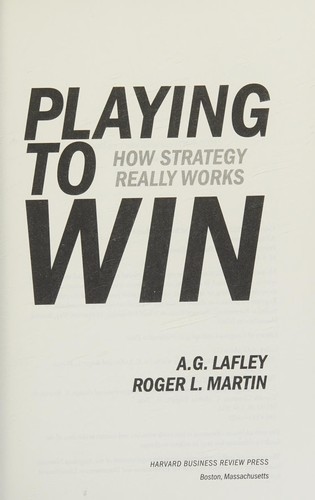 PLAYING
TO
HOW STRATEGY
REALLY WORKS
WIN
A.G. LAFLEY
ROGER L. MARTIN
HARVARD BUSINESS REVIEW PRESS
Boston, Massachusetts